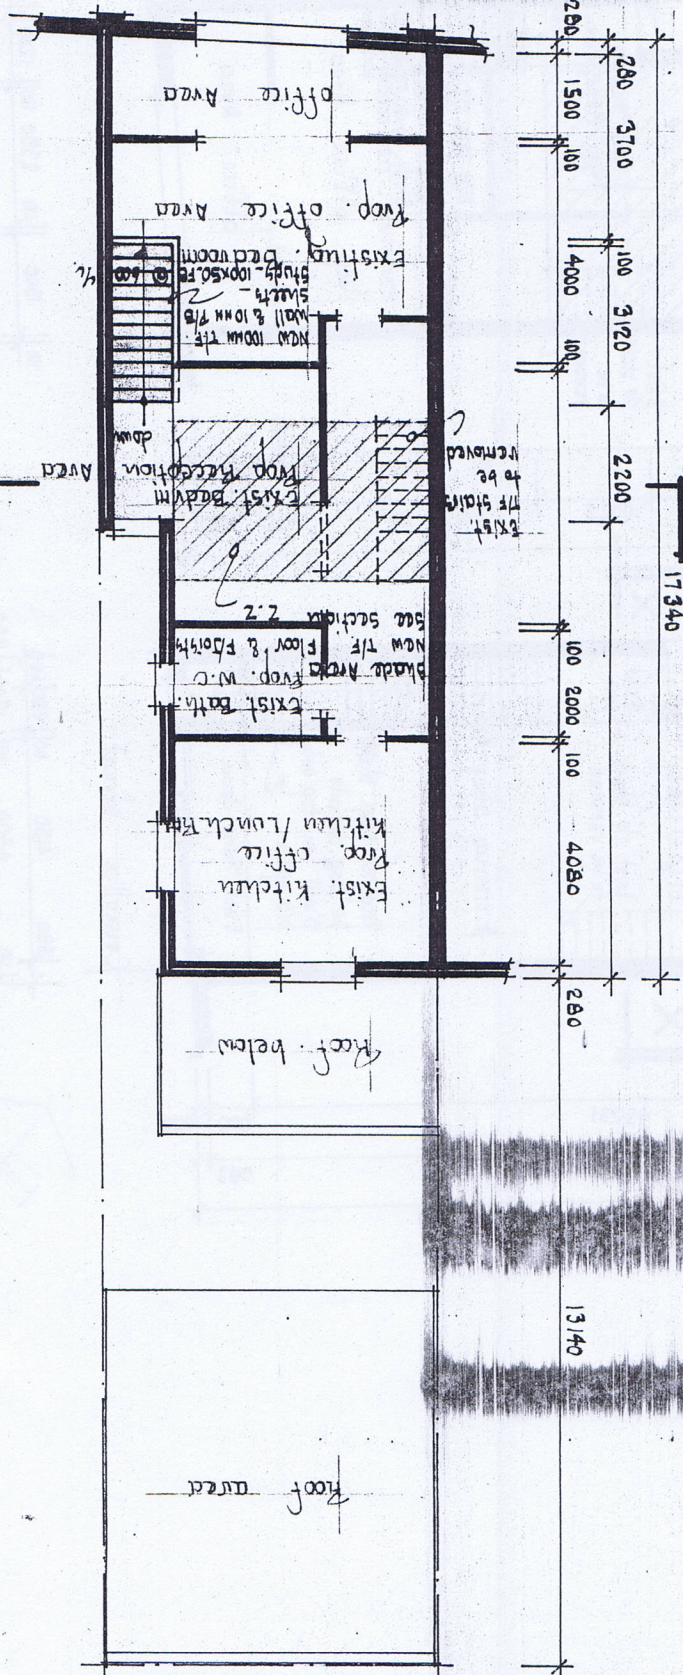 280
280
1500
3700
100
office Area
Prop. office Area
Existing Bedroom
100
4000
3120
100
NEW 100MM T/F
wall & 10MM P/B
sheets -
studs - 100x50
down
2200
Exist. Bedrm
Prop Reception Area
EXIST.
T/F stairs
to be
removed
17340
Shade Area
NEW T/F Floor & F/Joists
see section 2.2
100
2000
100
Exist. Bath.
Prop. W.C
4080
Exist. Kitchen
Prop. office
Kitchen / Lunch Rm
280
Roof below
13140
Roof area